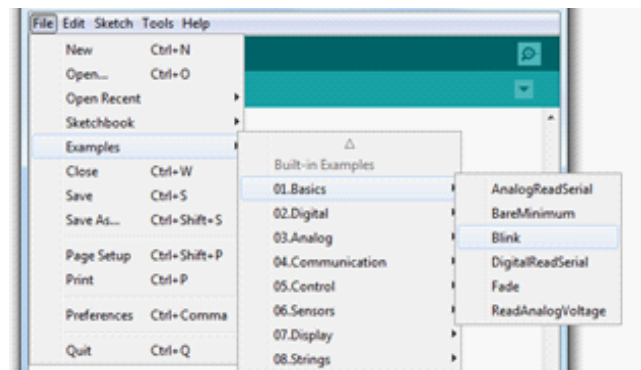 File Edit Sketch Tools Help
New Ctrl+N
Open... Ctrl+O
Open Recent
Sketchbook
Examples
Close Ctrl+W
Save Ctrl+S
Save As... Ctrl+Shift+S
Page Setup Ctrl+Shift+P
Print Ctrl+P
Preferences Ctrl+Comma
Quit Ctrl+Q
Built-in Examples
01.Basics
02.Digital
03.Analog
04.Communication
05.Control
06.Sensors
07.Display
08.Strings
AnalogReadSerial
BareMinimum
Blink
DigitalReadSerial
Fade
ReadAnalogVoltage